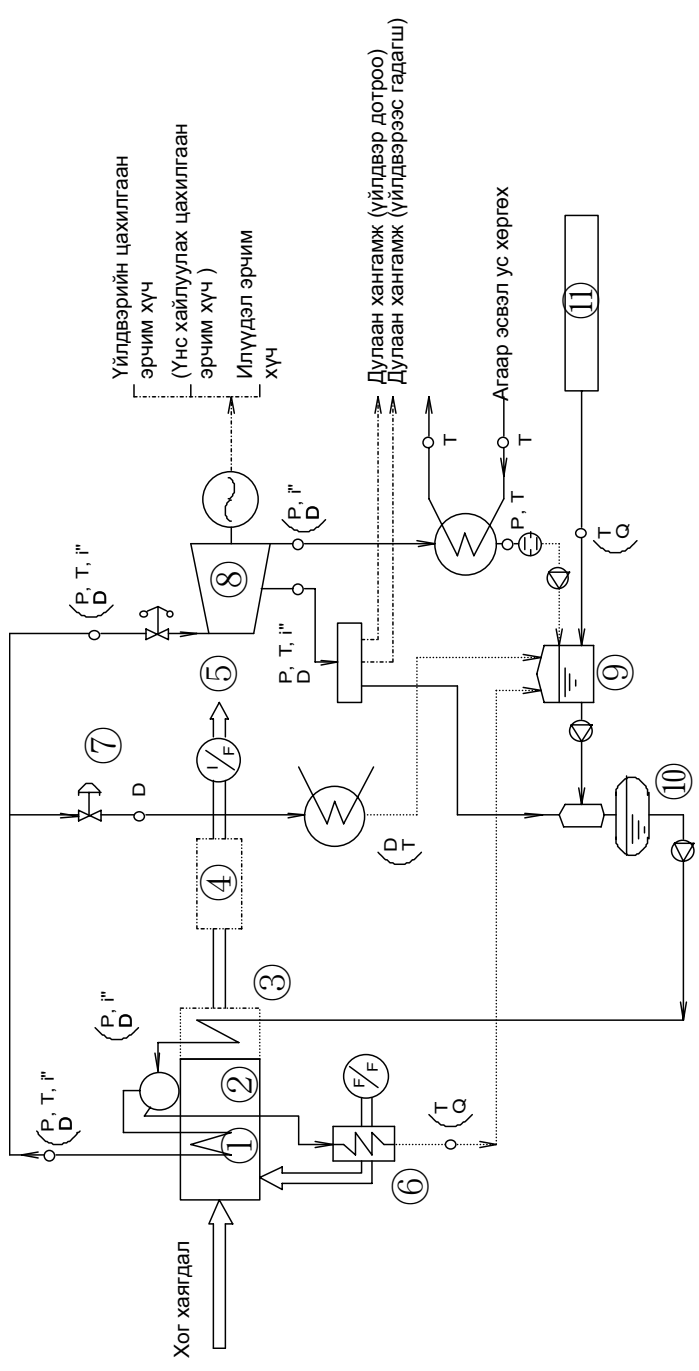 Үйлдвэрийн цахилгаан
эрчим хүч
(Үнс хайлуулах цахилгаан
эрчим хүч )
Илүүдэл эрчим
хүч
Дулаан хангамж (үйлдвэр дотроо)
Дулаан хангамж (үйлдвэрээс гадагш)
Агаар эсвэл ус хөргөх
Хог хаягдал
(P, T, i"
D
(P, T, i"
D
(P, i"
D
(P, i"
D
P, T, i"
D
D
(D
T
(T
Q
(T
Q
T
T
P, T
I/F
F/F
①
②
③
④
⑤
⑥
⑦
⑧
⑨
⑩
⑪